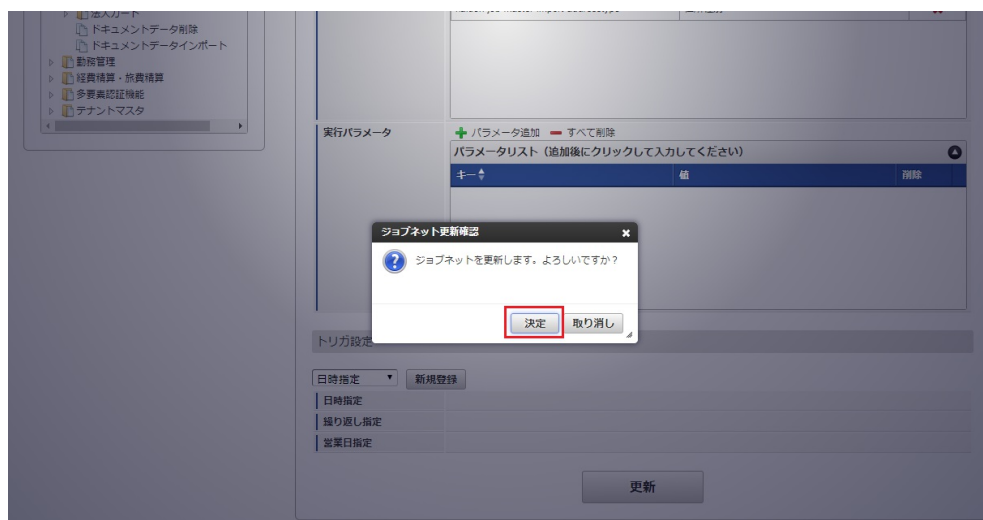 法人カード
ドキュメントデータ削除
ドキュメントデータインポート
勤務管理
経費精算・旅費精算
多要素認証機能
テナントマスタ
実行パラメータ
パラメータ追加 すべて削除
パラメータリスト（追加後にクリックして入力してください）
キー 値 削除
ジョブネット更新確認
ジョブネットを更新します。よろしいですか？
決定 取り消し
トリガ設定
日時指定 新規登録
日時指定
繰り返し指定
営業日指定
更新